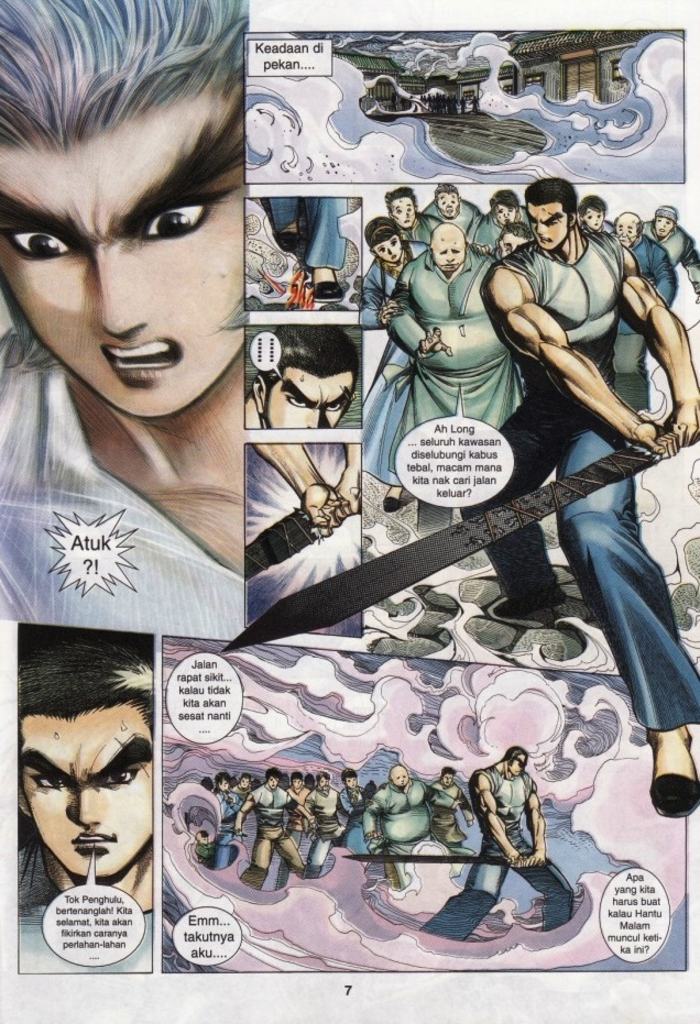 Keadaan di
pekan....
Atuk
?!
Ah Long
... seluruh kawasan
diselubungi kabus
tebal, macam mana
nak cari jalan
keluar?
Tok Penghulu,
bertenanglah! Kita
selamat, kita akan
fikirkan caranya
perlahan-lahan
....
Jalan
rapat sikit...
kalau tidak
kita akan
sesat nanti
....
Emm...
takutnya
aku....
Apa
yang kita
harus buat
kalau Hantu
Malam
muncul keti-
ka ini?
7